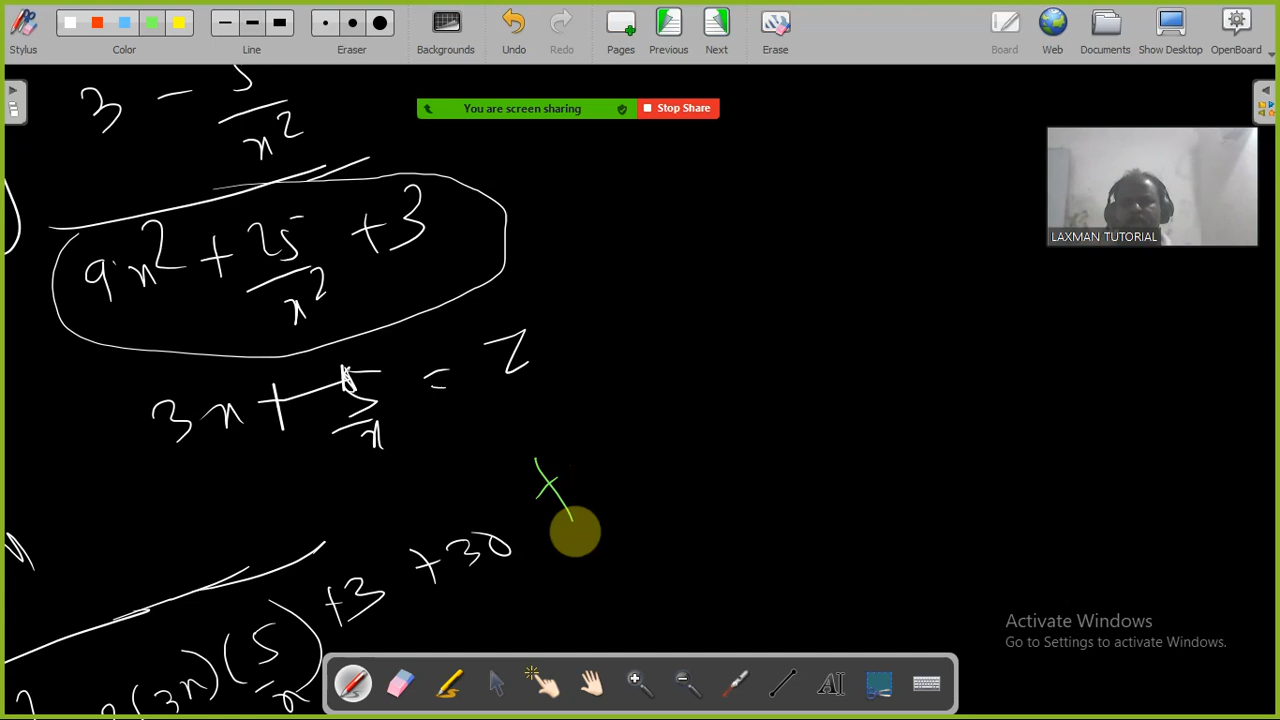 Stylus Color Line Eraser Backgrounds Undo Redo Pages Previous Next Erase Board Web Documents Show Desktop OpenBoard
You are screen sharing Stop Share
3 - 5/x²
9x² + 25/x² + 3
LAXMAN TUTORIAL
3x + 5/x = z
+3 +30
(3x)(5/x)
Activate Windows
Go to Settings to activate Windows.